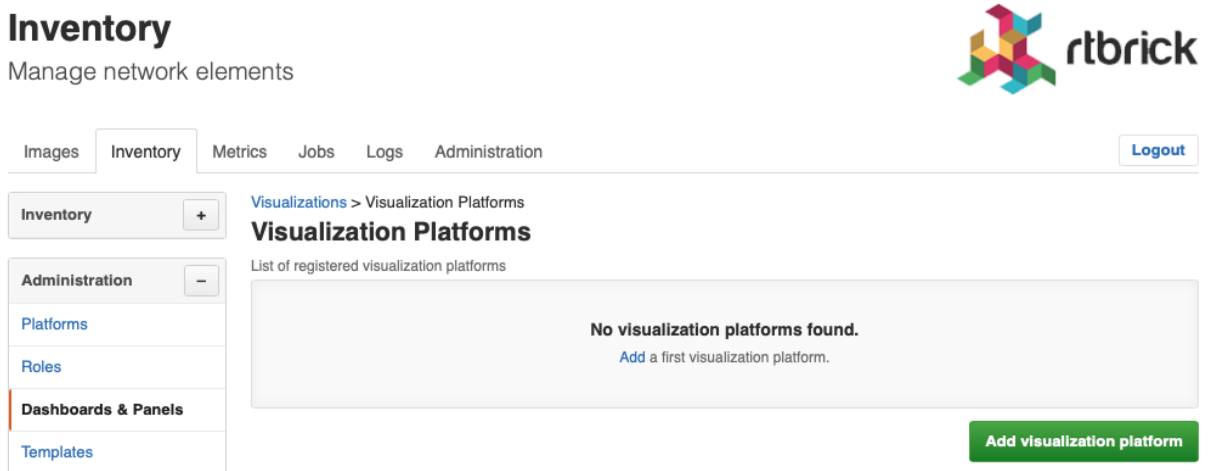 Inventory
Manage network elements
rtbrick
Images Inventory Metrics Jobs Logs Administration Logout
Inventory +
Visualizations > Visualization Platforms
Visualization Platforms
List of registered visualization platforms
Administration –
Platforms
Roles
Dashboards & Panels
Templates
No visualization platforms found.
Add a first visualization platform.
Add visualization platform